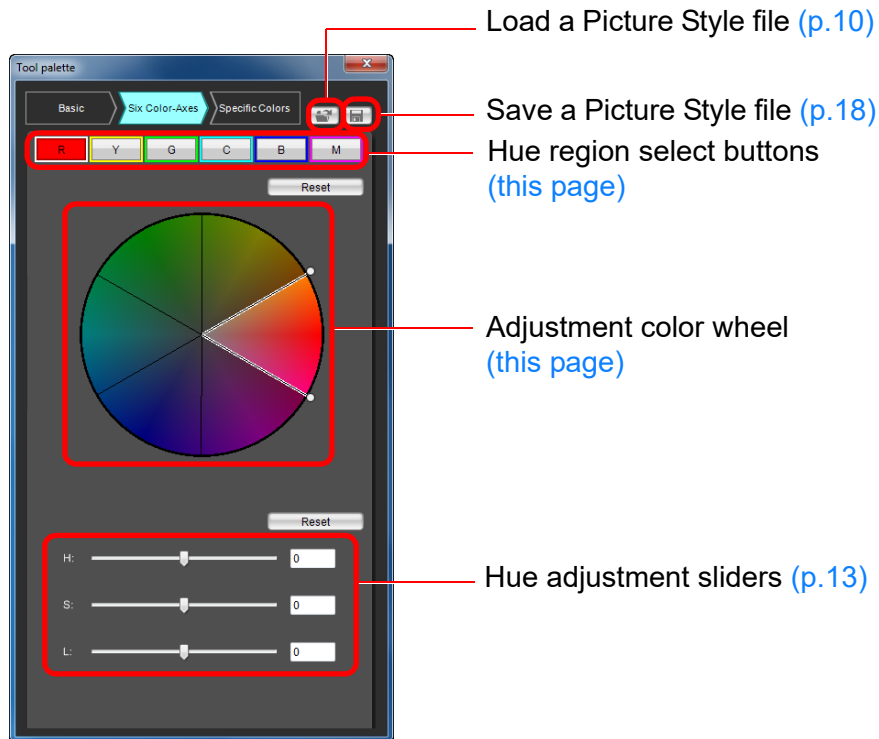 Load a Picture Style file (p.10)
Tool palette
Basic
Six Color-Axes
Specific Colors
Save a Picture Style file (p.18)
R Y G C B M
Hue region select buttons
(this page)
Reset
Adjustment color wheel
(this page)
Reset
H: 0
Hue adjustment sliders (p.13)
S: 0
L: 0